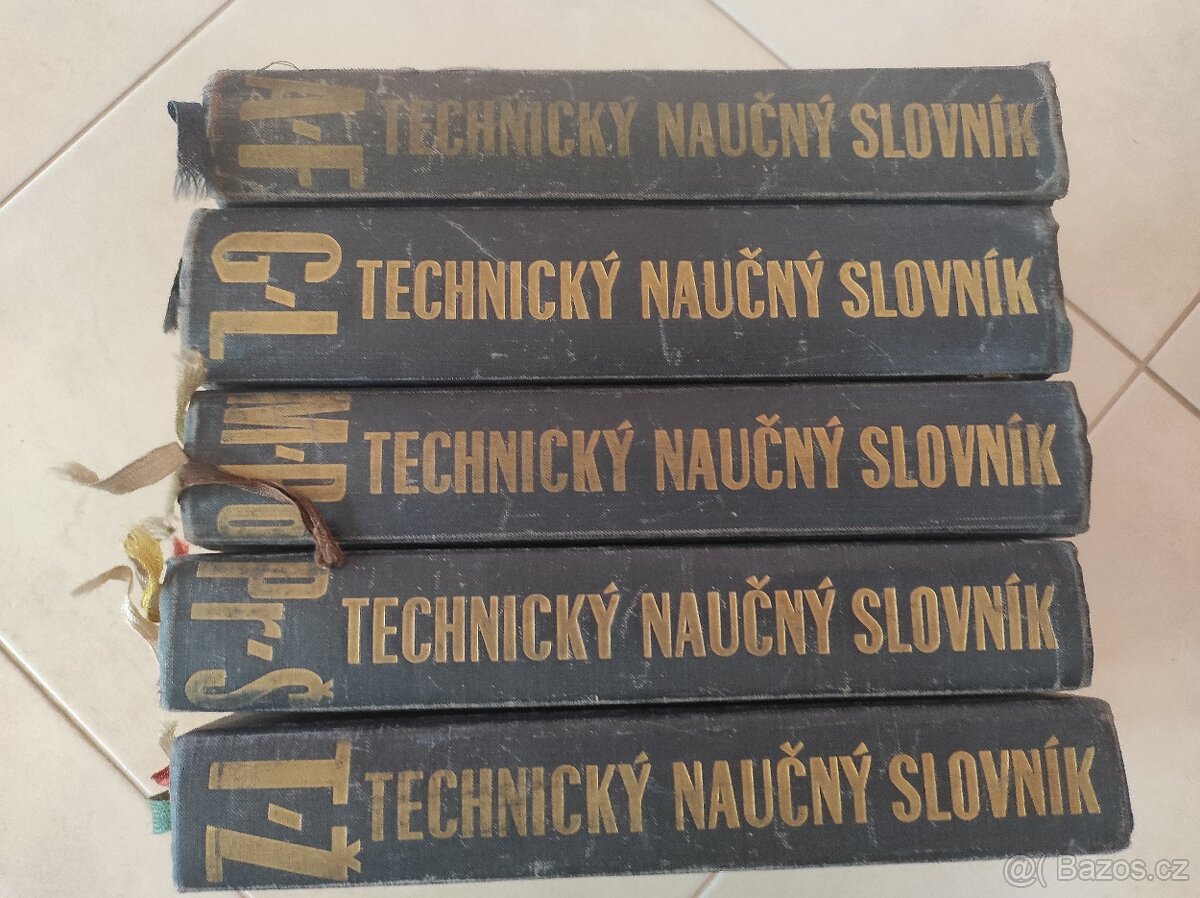 A-F TECHNICKÝ NAUČNÝ SLOVNÍK
G-L TECHNICKÝ NAUČNÝ SLOVNÍK
M-Po TECHNICKÝ NAUČNÝ SLOVNÍK
Pr-Š TECHNICKÝ NAUČNÝ SLOVNÍK
T-Ž TECHNICKÝ NAUČNÝ SLOVNÍK
@( Bazos.cz